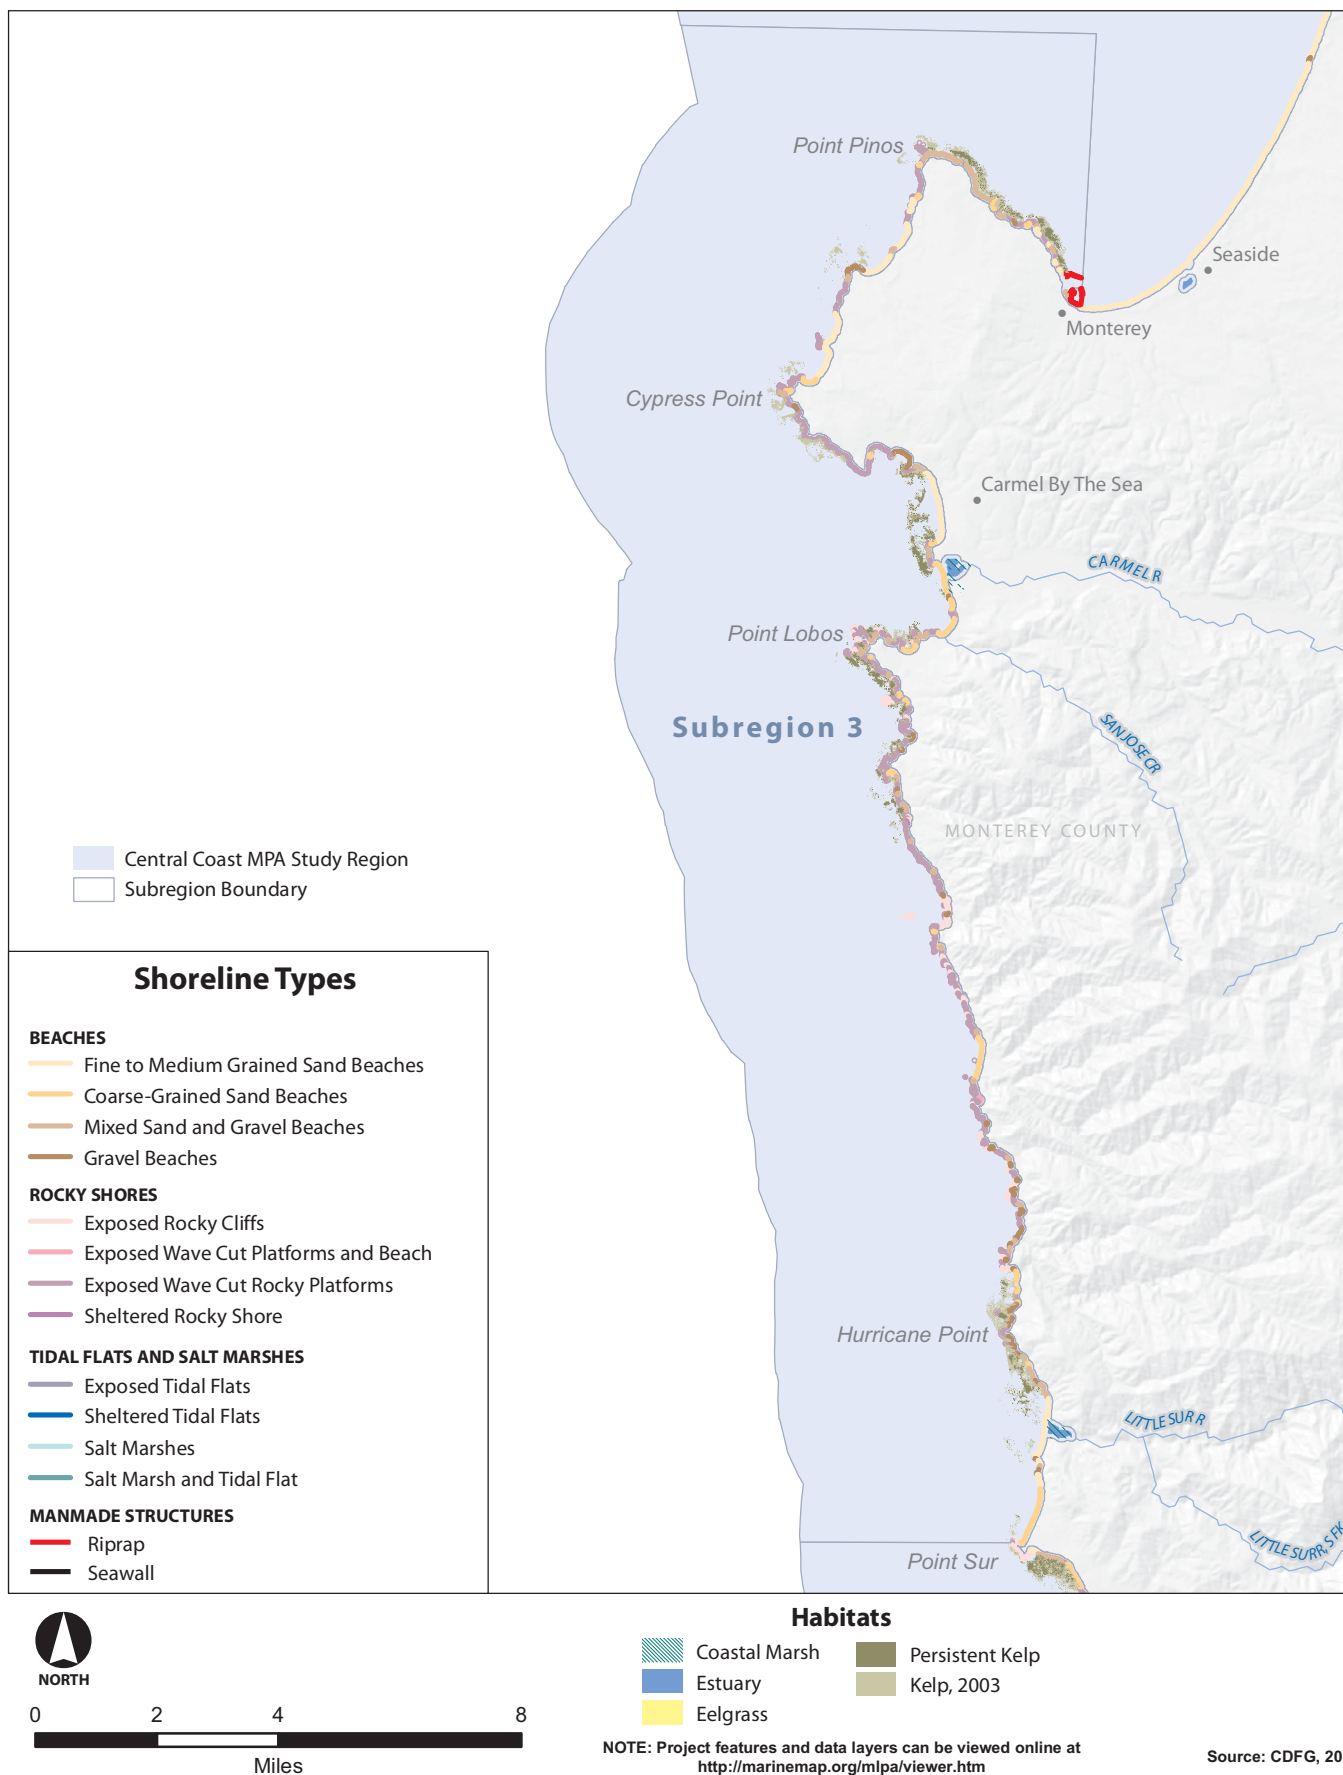 Point Pinos
Seaside
Monterey
Cypress Point
Carmel By The Sea
CARMEL R
Point Lobos
Subregion 3
SAN JOSE CR
MONTEREY COUNTY
Central Coast MPA Study Region
Subregion Boundary
Shoreline Types
BEACHES
Fine to Medium Grained Sand Beaches
Coarse-Grained Sand Beaches
Mixed Sand and Gravel Beaches
Gravel Beaches
ROCKY SHORES
Exposed Rocky Cliffs
Exposed Wave Cut Platforms and Beach
Exposed Wave Cut Rocky Platforms
Sheltered Rocky Shore
TIDAL FLATS AND SALT MARSHES
Exposed Tidal Flats
Sheltered Tidal Flats
Salt Marshes
Salt Marsh and Tidal Flat
MANMADE STRUCTURES
Riprap
Seawall
Hurricane Point
LITTLE SUR R
LITTLE SUR R, S FK
Point Sur
NORTH
0 2 4 8
Miles
Habitats
Coastal Marsh
Estuary
Eelgrass
Persistent Kelp
Kelp, 2003
NOTE: Project features and data layers can be viewed online at
http://marinemap.org/mlpa/viewer.htm
Source: CDFG, 20